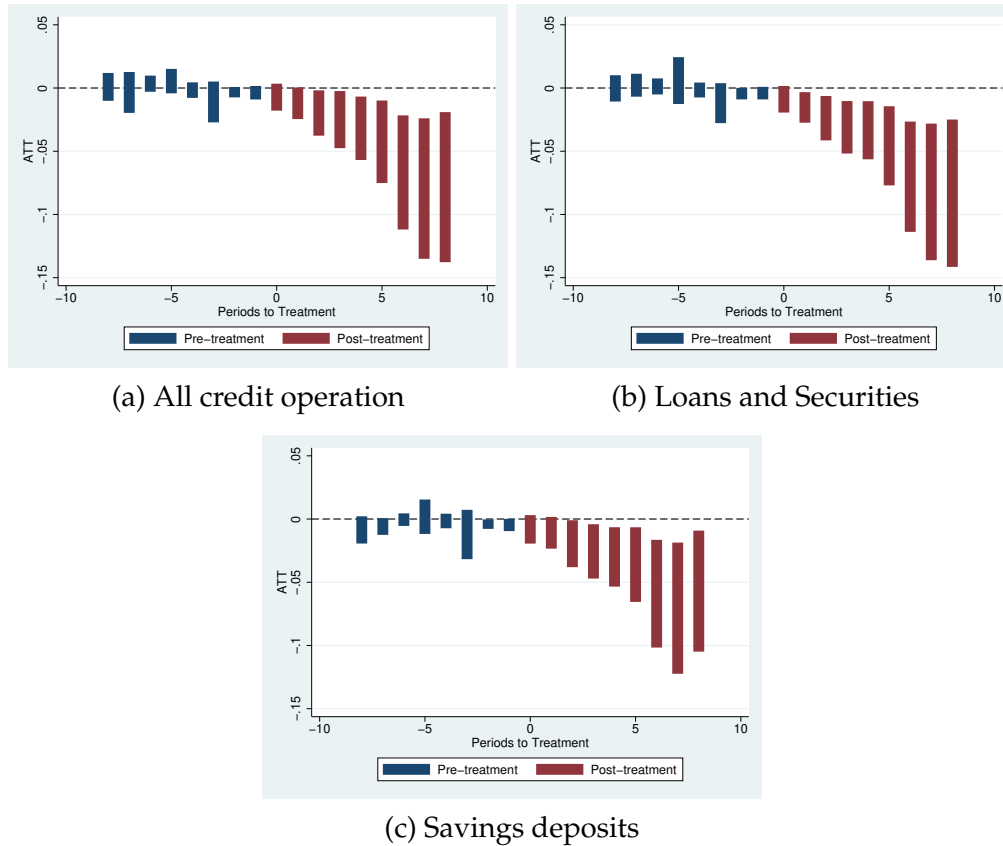 .05
0
-.05
-.1
-.15
ATT
-10 -5 0 5 10
Periods to Treatment
Pre-treatment Post-treatment
(a) All credit operation
.05
0
-.05
-.1
-.15
ATT
-10 -5 0 5 10
Periods to Treatment
Pre-treatment Post-treatment
(b) Loans and Securities
.05
0
-.05
-.1
-.15
ATT
-10 -5 0 5 10
Periods to Treatment
Pre-treatment Post-treatment
(c) Savings deposits